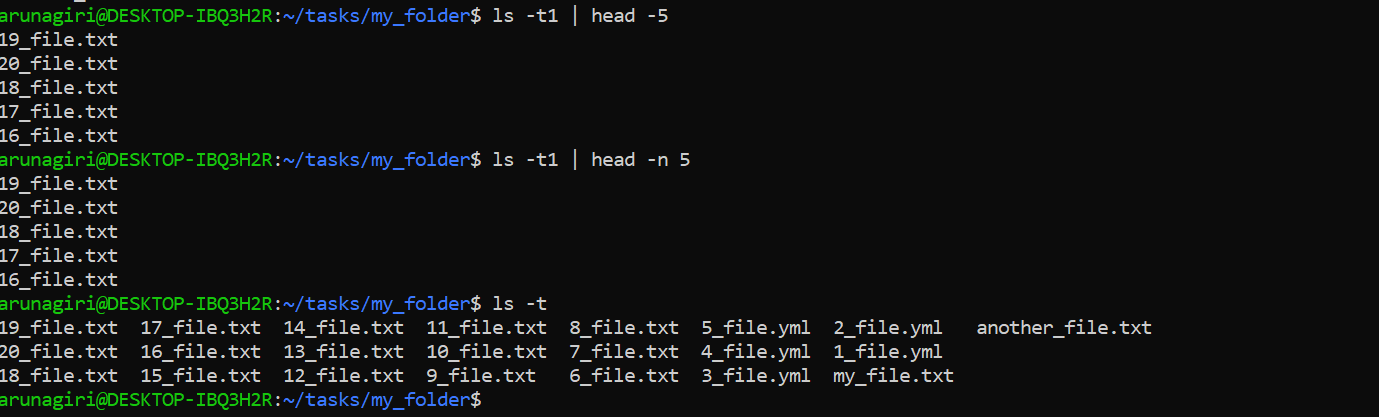 arunagiri@DESKTOP-IBQ3H2R:~/tasks/my_folder$ ls -t1 | head -5
19_file.txt
20_file.txt
18_file.txt
17_file.txt
16_file.txt
arunagiri@DESKTOP-IBQ3H2R:~/tasks/my_folder$ ls -t1 | head -n 5
19_file.txt
20_file.txt
18_file.txt
17_file.txt
16_file.txt
arunagiri@DESKTOP-IBQ3H2R:~/tasks/my_folder$ ls -t
19_file.txt  17_file.txt  14_file.txt  11_file.txt  8_file.txt  5_file.yml  2_file.yml   another_file.txt
20_file.txt  16_file.txt  13_file.txt  10_file.txt  7_file.txt  4_file.yml  1_file.yml
18_file.txt  15_file.txt  12_file.txt  9_file.txt   6_file.txt  3_file.yml  my_file.txt
arunagiri@DESKTOP-IBQ3H2R:~/tasks/my_folder$